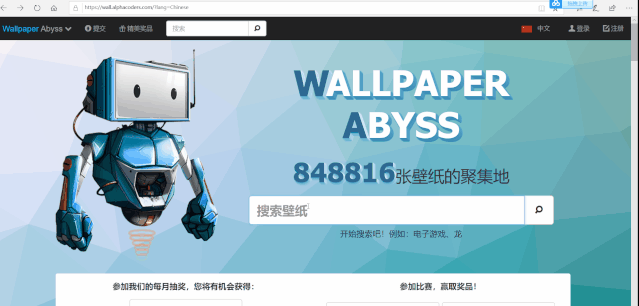 https://wall.alphacoders.com/?lang=Chinese
Wallpaper Abyss 提交 精美奖品 搜索 中文 登录 注册
WALLPAPER
ABYSS
848816张壁纸的聚集地
搜索壁纸
开始搜索吧！例如：电子游戏、龙
参加我们的每月抽奖，您将有机会获得： 参加比赛，赢取奖品！